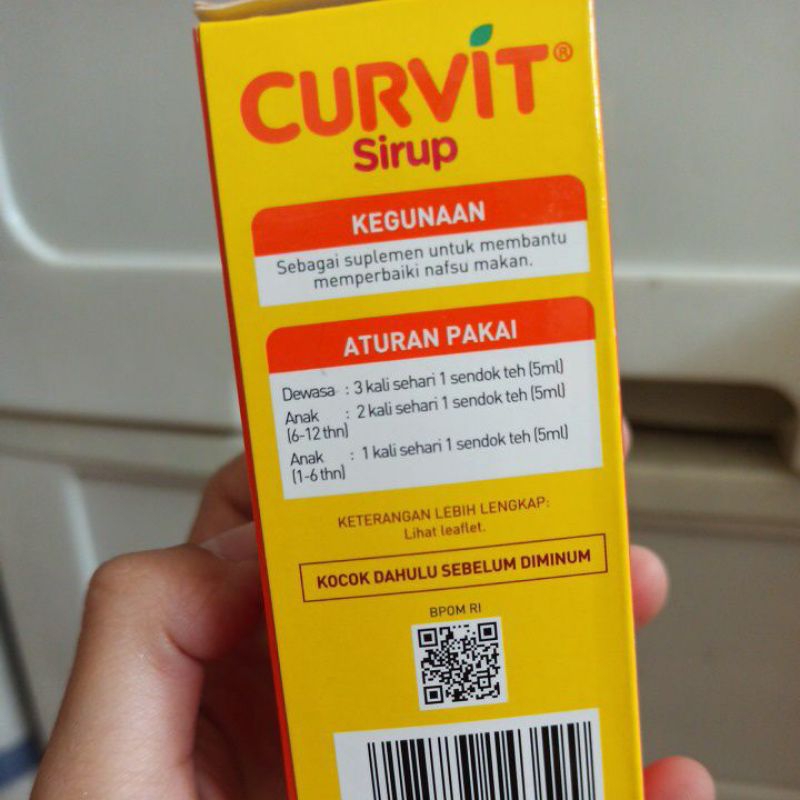 CURVIT®
Sirup
KEGUNAAN
Sebagai suplemen untuk membantu
memperbaiki nafsu makan.
ATURAN PAKAI
Dewasa : 3 kali sehari 1 sendok teh (5ml)
Anak : 2 kali sehari 1 sendok teh (5ml)
(6-12 thn)
Anak : 1 kali sehari 1 sendok teh (5ml)
(1-6 thn)
KETERANGAN LEBIH LENGKAP:
Lihat leaflet.
KOCOK DAHULU SEBELUM DIMINUM
BPOM RI